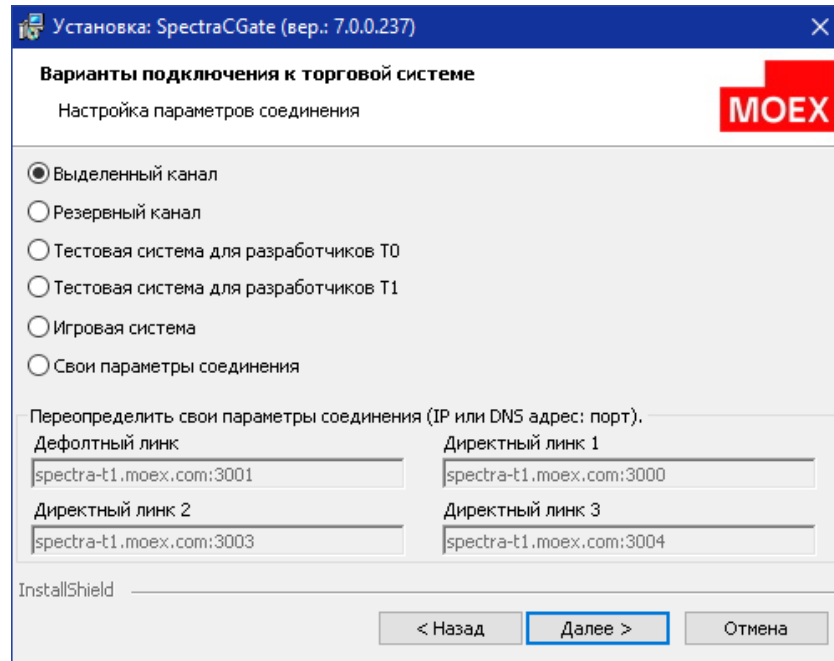 Установка: SpectraCGate (вер.: 7.0.0.237)
Варианты подключения к торговой системе
Настройка параметров соединения
MOEX
Выделенный канал
Резервный канал
Тестовая система для разработчиков T0
Тестовая система для разработчиков T1
Игровая система
Свои параметры соединения
Переопределить свои параметры соединения (IP или DNS адрес: порт).
Дефолтный линк
Директный линк 1
spectra-t1.moex.com:3001
spectra-t1.moex.com:3000
Директный линк 2
Директный линк 3
spectra-t1.moex.com:3003
spectra-t1.moex.com:3004
InstallShield
< Назад
Далее >
Отмена